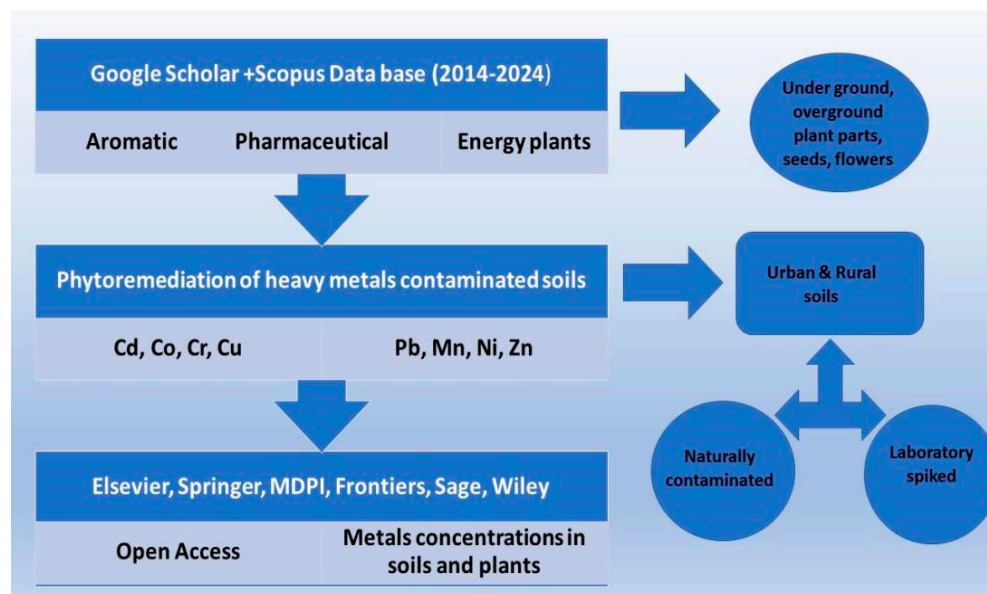 Google Scholar +Scopus Data base (2014-2024)
Aromatic Pharmaceutical Energy plants
Under ground,
overground
plant parts,
seeds, flowers
Phytoremediation of heavy metals contaminated soils
Cd, Co, Cr, Cu
Pb, Mn, Ni, Zn
Urban & Rural
soils
Naturally
contaminated
Laboratory
spiked
Elsevier, Springer, MDPI, Frontiers, Sage, Wiley
Open Access
Metals concentrations in
soils and plants